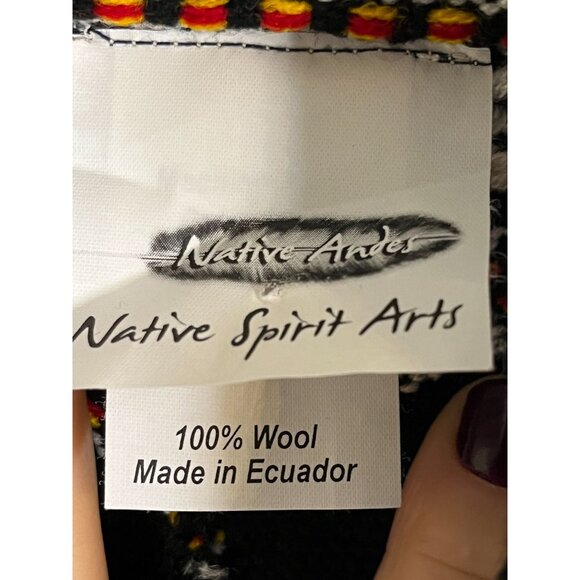 Native Andes
Native Spirit Arts
100% Wool
Made in Ecuador